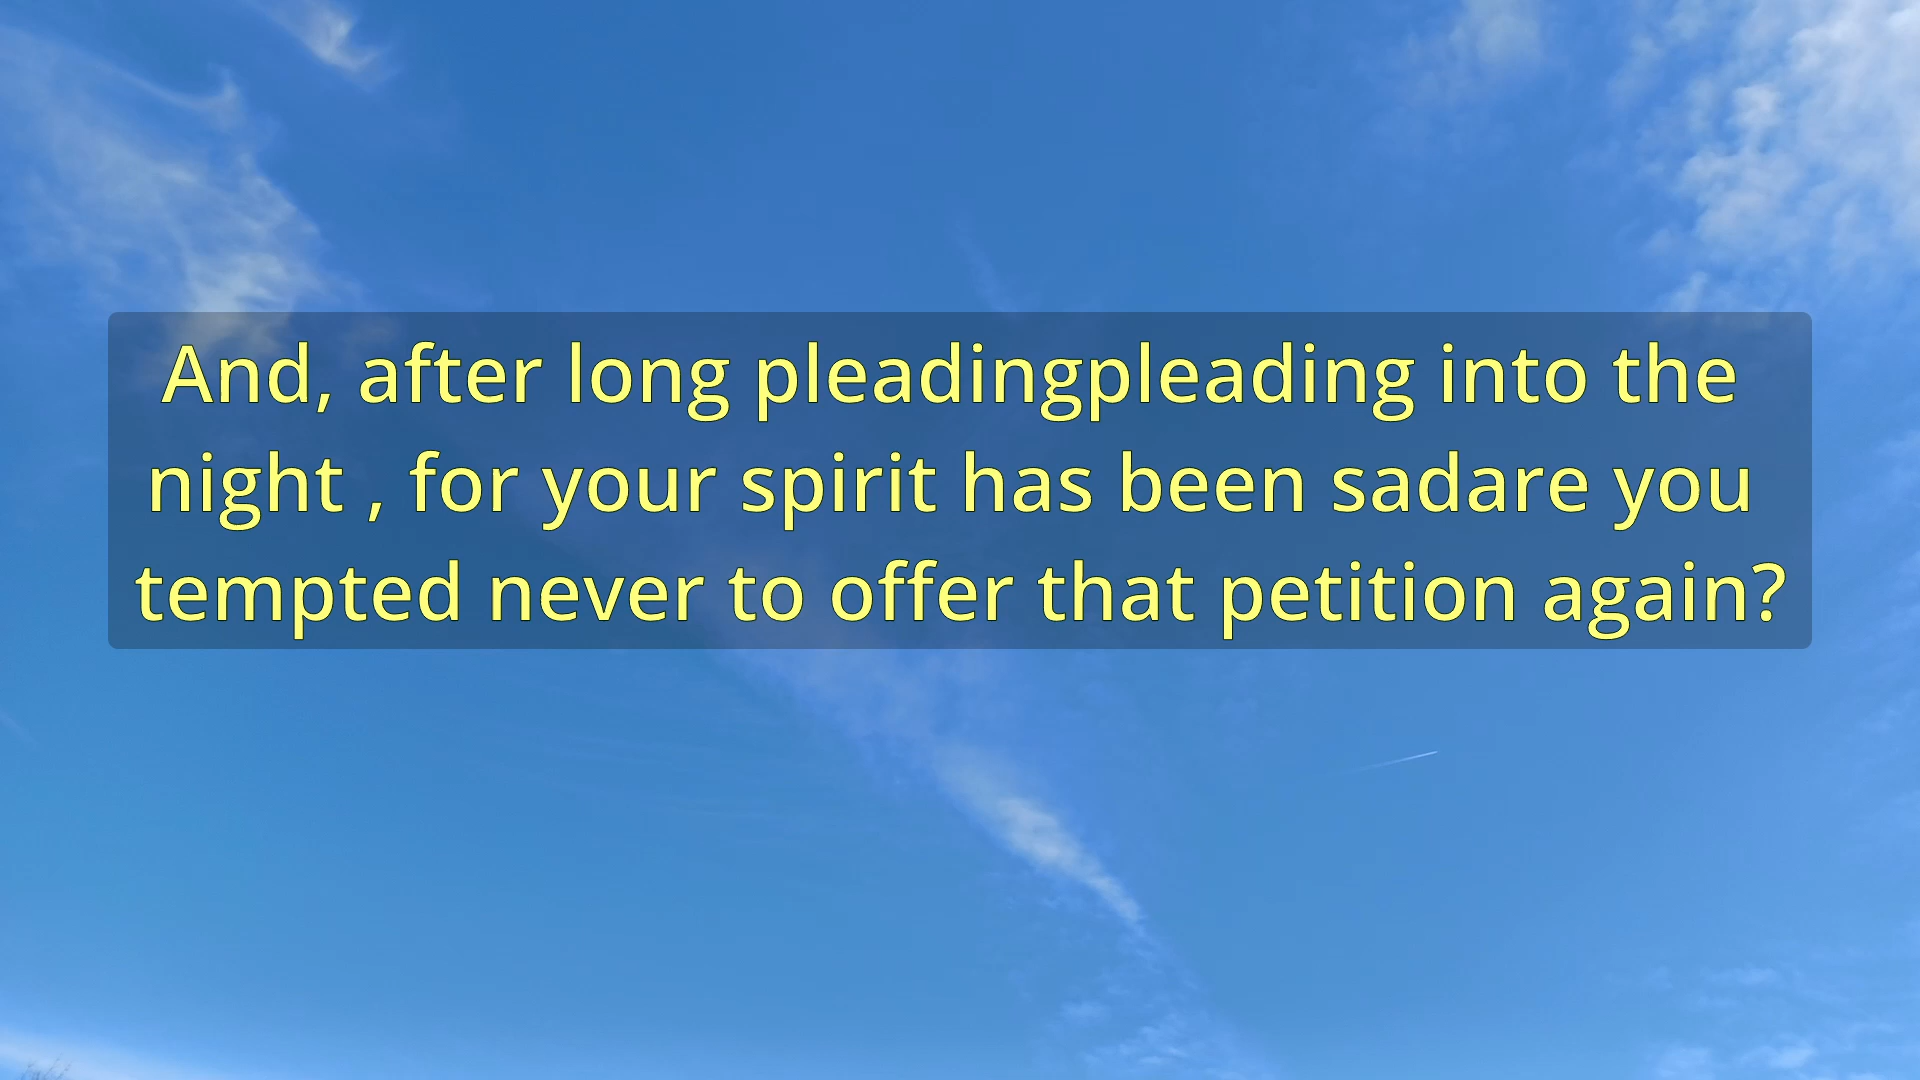 And, after long pleadingpleading into the
night , for your spirit has been sadare you
tempted never to offer that petition again?